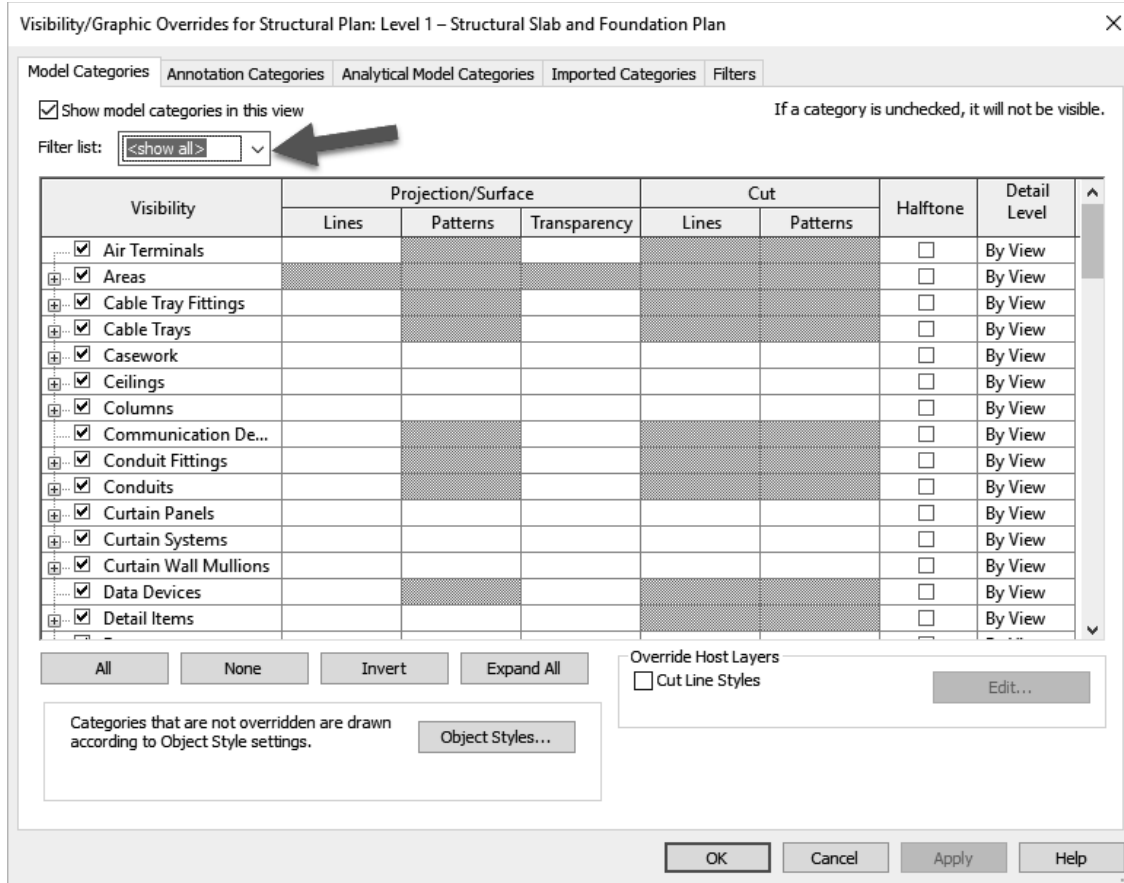 Visibility/Graphic Overrides for Structural Plan: Level 1 – Structural Slab and Foundation Plan
Model Categories Annotation Categories Analytical Model Categories Imported Categories Filters
Show model categories in this view If a category is unchecked, it will not be visible.
Filter list: <show all>
Visibility Projection/Surface Cut Halftone Detail Level
Lines Patterns Transparency Lines Patterns
Air Terminals By View
Areas By View
Cable Tray Fittings By View
Cable Trays By View
Casework By View
Ceilings By View
Columns By View
Communication De... By View
Conduit Fittings By View
Conduits By View
Curtain Panels By View
Curtain Systems By View
Curtain Wall Mullions By View
Data Devices By View
Detail Items By View
All None Invert Expand All
Override Host Layers
Cut Line Styles Edit...
Categories that are not overridden are drawn
according to Object Style settings.
Object Styles...
OK Cancel Apply Help